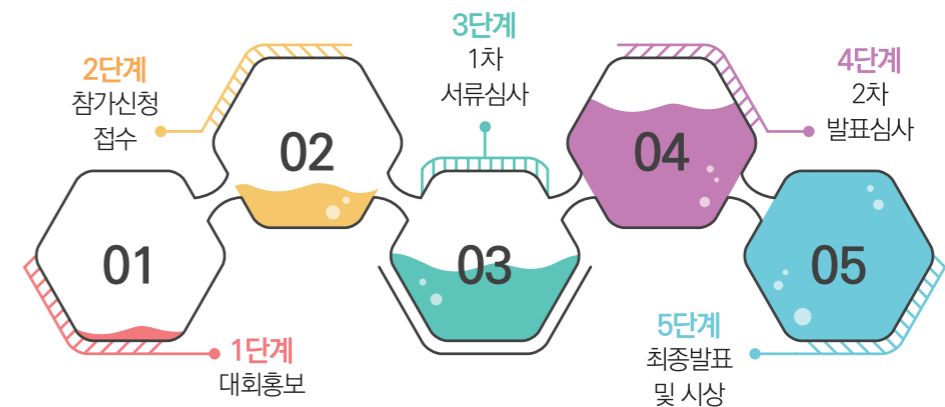 01
1단계
대회홍보
02
2단계
참가신청
접수
03
3단계
1차
서류심사
04
4단계
2차
발표심사
05
5단계
최종발표
및 시상